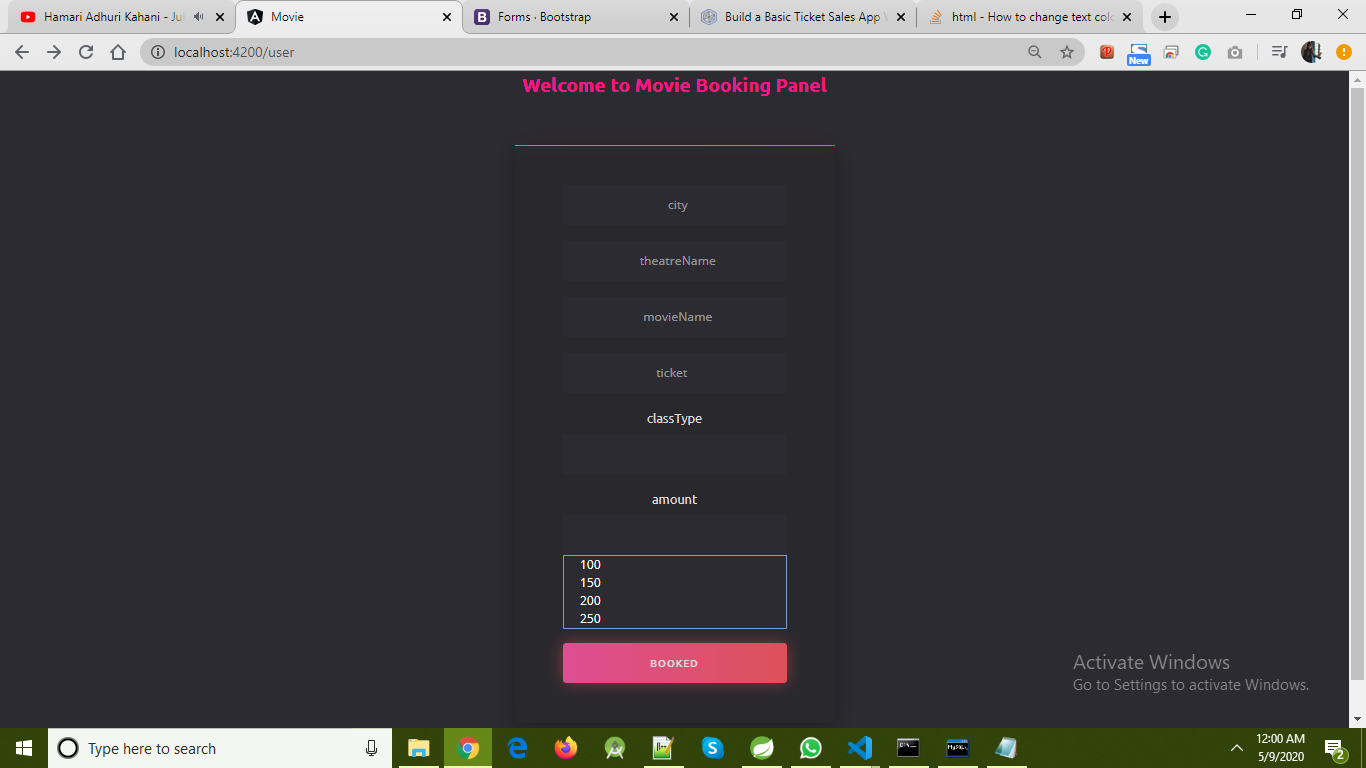 Hamari Adhuri Kahani - Jul
Movie
Forms · Bootstrap
Build a Basic Ticket Sales App
html - How to change text col
localhost:4200/user
New
Welcome to Movie Booking Panel
city
theatreName
movieName
ticket
classType
amount
100
150
200
250
BOOKED
Activate Windows
Go to Settings to activate Windows.
Type here to search
12:00 AM
5/9/2020
2